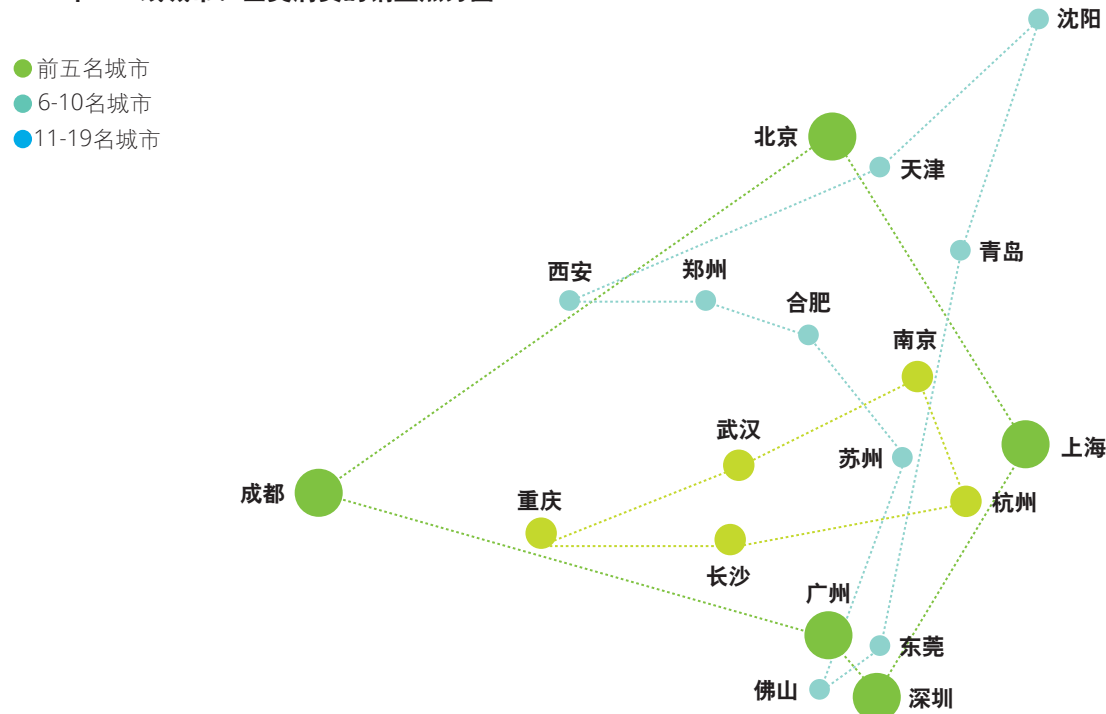 前五名城市
6-10名城市
11-19名城市
沈阳
北京
天津
青岛
西安
郑州
合肥
南京
武汉
苏州
上海
成都
重庆
杭州
长沙
广州
东莞
佛山
深圳